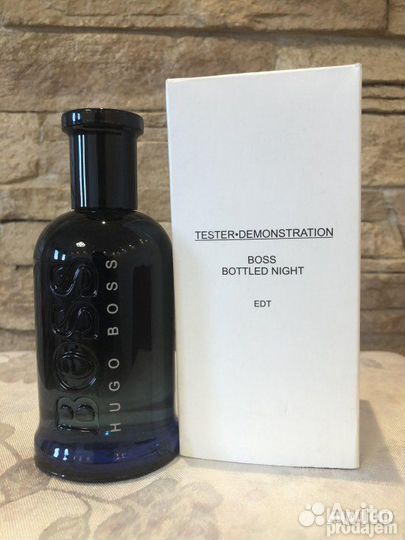 BOSS
HUGO BOSS
TESTER•DEMONSTRATION
BOSS
BOTTLED NIGHT
EDT
Avito
prodajem